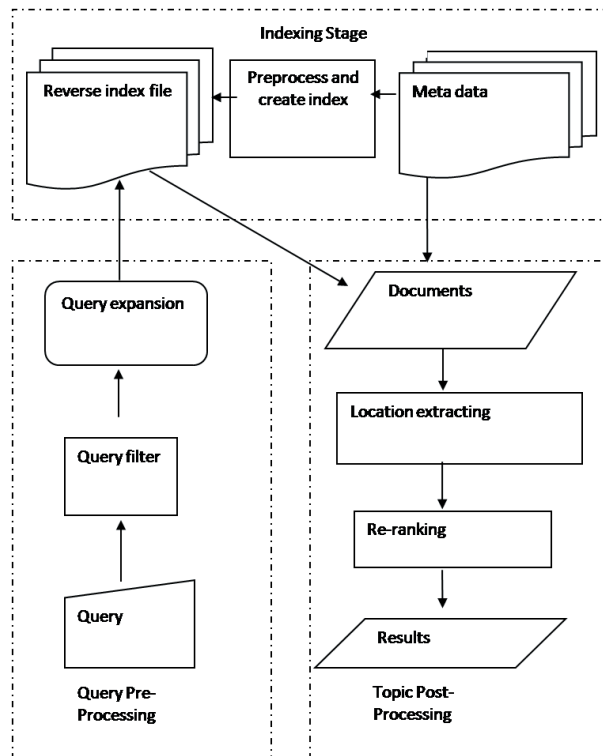 Indexing Stage
Reverse index file
Preprocess and
create index
Meta data
Query expansion
Query filter
Query
Query Pre-
Processing
Documents
Location extracting
Re-ranking
Results
Topic Post-
Processing